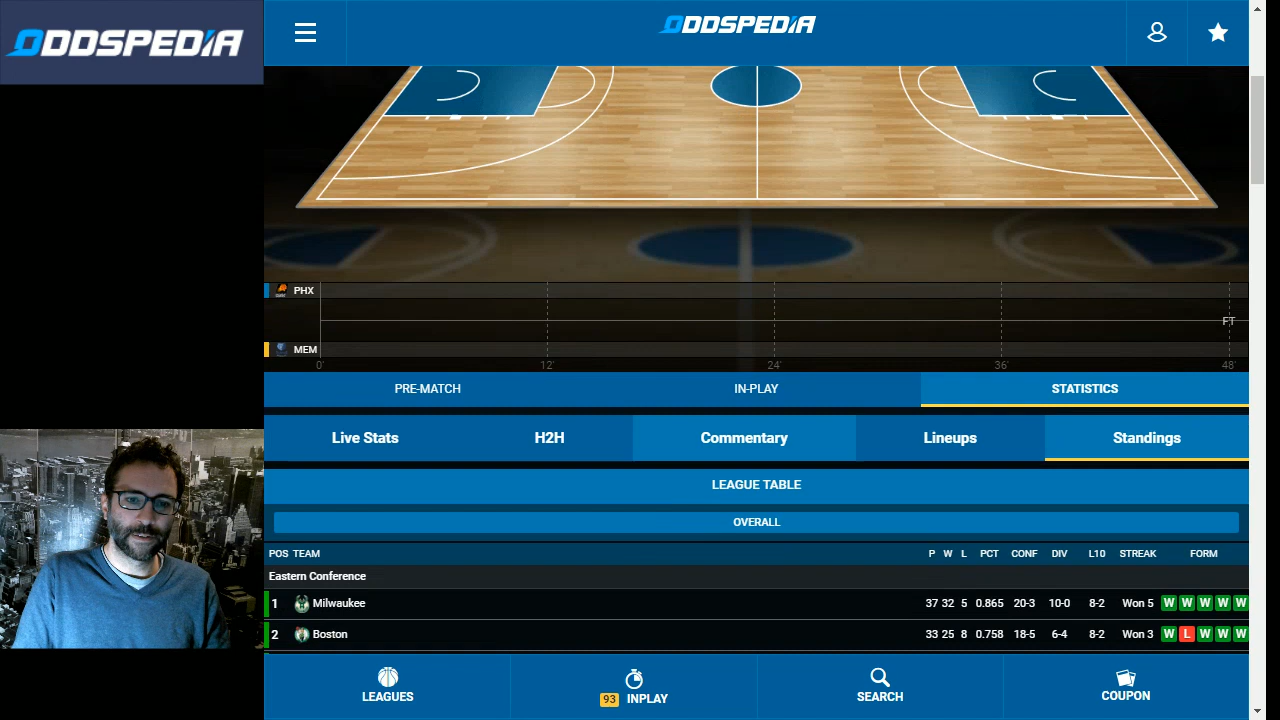 ODDSPEDIA
ODDSPEDIA
PHX
FT
MEM
0' 12' 24' 36' 48'
PRE-MATCH IN-PLAY STATISTICS
Live Stats H2H Commentary Lineups Standings
LEAGUE TABLE
OVERALL
POS TEAM P W L PCT CONF DIV L10 STREAK FORM
Eastern Conference
1 Milwaukee 37 32 5 0.865 20-3 10-0 8-2 Won 5 W W W W W
2 Boston 33 25 8 0.758 18-5 6-4 8-2 Won 3 W L W W W
LEAGUES 93 INPLAY SEARCH COUPON